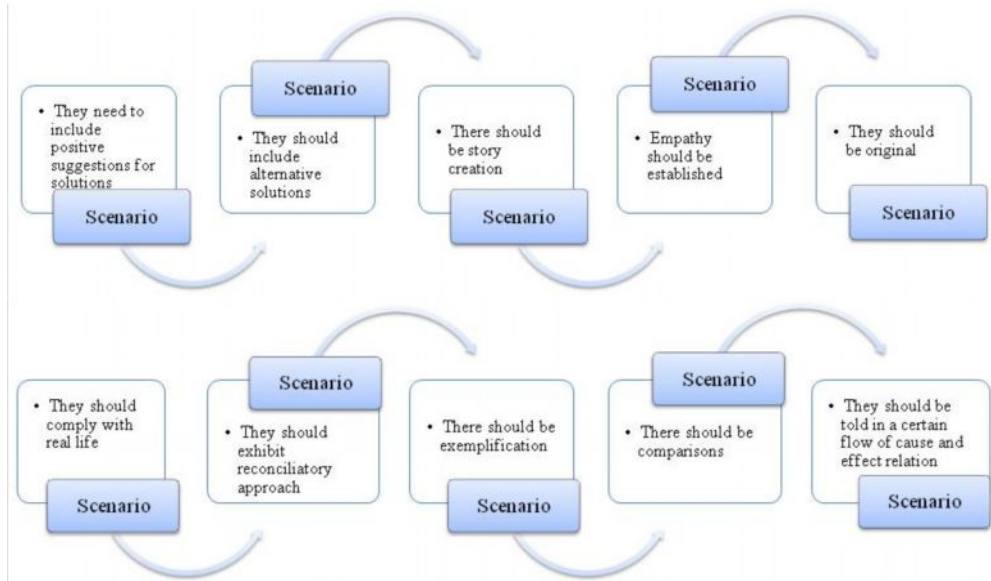 • They need to
include
positive
suggestions for
solutions
Scenario
Scenario
• They should
include
alternative
solutions
• There should
be story
creation
Scenario
Scenario
• Empathy
should be
established
• They should
be original
Scenario
• They should
comply with
real life
Scenario
Scenario
• They should
exhibit
reconciliatory
approach
• There should be
exemplification
Scenario
Scenario
• There should be
comparisons
• They should be
told in a certain
flow of cause and
effect relation
Scenario